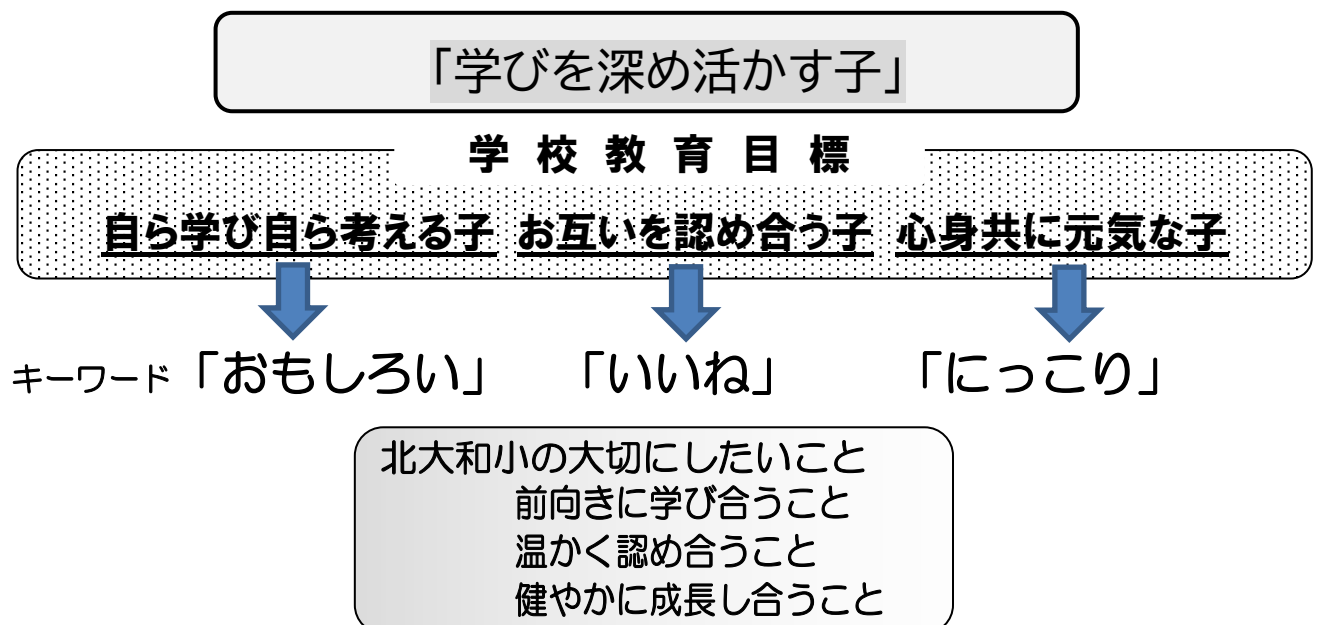 「学びを深め活かす子」
学校教育目標
自ら学び自ら考える子 お互いを認め合う子 心身共に元気な子
キーワード「おもしろい」 「いいね」 「にっこり」
北大和小の大切にしたいこと
前向きに学び合うこと
温かく認め合うこと
健やかに成長し合うこと